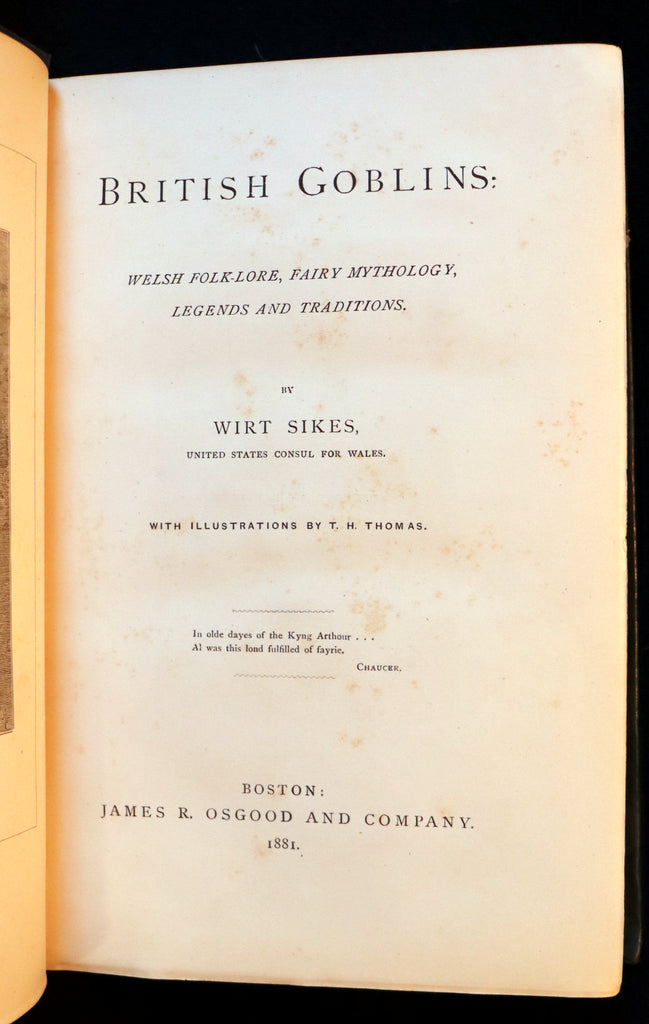 BRITISH GOBLINS:
WELSH FOLK-LORE, FAIRY MYTHOLOGY,
LEGENDS AND TRADITIONS.
BY
WIRT SIKES,
UNITED STATES CONSUL FOR WALES.
WITH ILLUSTRATIONS BY T. H. THOMAS.
In olde dayes of the Kyng Arthour . . .
Al was this lond fulfilled of fayrie.
CHAUCER.
BOSTON:
JAMES R. OSGOOD AND COMPANY.
1881.